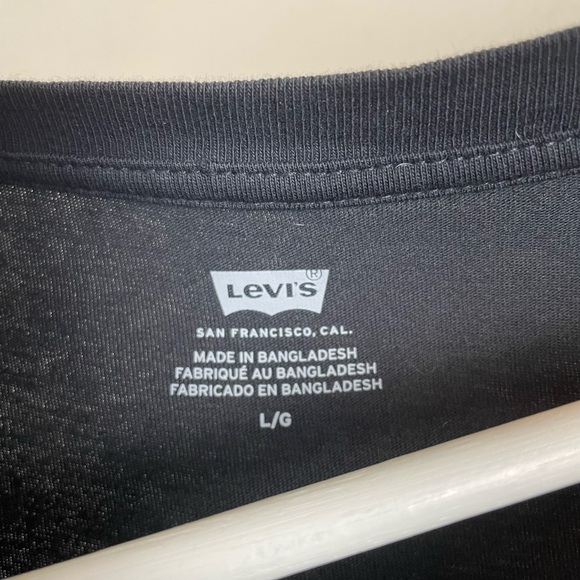 Levi's®
SAN FRANCISCO, CAL.
MADE IN BANGLADESH
FABRIQUÉ AU BANGLADESH
FABRICADO EN BANGLADESH
L/G